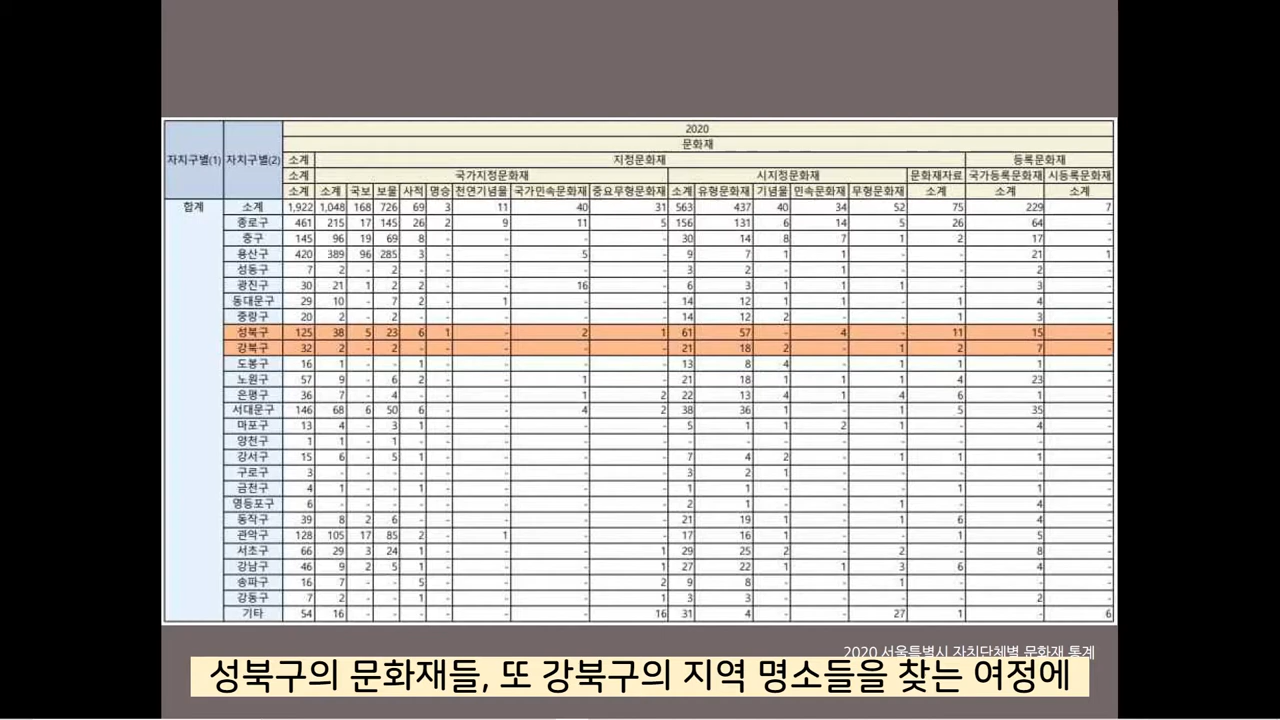 2020
문화재
자치구별(1) 자치구별(2) 소계 지정문화재 등록문화재
소계 국가지정문화재 시지정문화재 문화재자료 국가등록문화재 시등록문화재
소계 소계 국보 보물 사적 명승 천연기념물 국가민속문화재 중요무형문화재 소계 유형문화재 기념물 민속문화재 무형문화재 소계 소계 소계
합계 소계 1,922 1,048 168 726 69 3 11 40 31 563 437 40 34 52 75 229 7
종로구 461 215 17 145 26 2 9 11 5 156 131 6 14 5 26 64 -
중구 145 96 19 69 8 - - - - 30 14 8 7 1 2 17 -
용산구 420 389 96 285 3 - - 5 - 9 7 1 1 - - 21 1
성동구 7 2 - 2 - - - - - 3 2 - 1 - - 2 -
광진구 30 21 1 2 2 - - 16 - 6 3 1 1 1 - 3 -
동대문구 29 10 - 7 2 - 1 - - 14 12 1 1 - 1 4 -
중랑구 20 2 - 2 - - - - - 14 12 2 - - 1 3 -
성북구 125 38 5 23 6 1 - 2 1 61 57 - 4 - 11 15 -
강북구 32 2 - 2 - - - - - 21 18 2 - 1 2 7 -
도봉구 16 1 - - 1 - - - - 13 8 4 - 1 1 1 -
노원구 57 9 - 6 2 - - 1 - 21 18 1 1 1 4 23 -
은평구 36 7 - 4 - - - 1 2 22 13 4 1 4 6 1 -
서대문구 146 68 6 50 6 - - 4 2 38 36 1 - 1 5 35 -
마포구 13 4 - 3 1 - - - - 5 1 1 2 1 - 4 -
양천구 1 1 - 1 - - - - - - - - - - - - -
강서구 15 6 - 5 1 - - - - 7 4 2 - 1 1 1 -
구로구 3 - - - - - - - - 3 2 1 - - - - -
금천구 4 1 - - 1 - - - - 1 1 - - - 1 1 -
영등포구 6 - - - - - - - - 2 1 - - 1 - 4 -
동작구 39 8 2 6 - - - - - 21 19 1 - 1 6 4 -
관악구 128 105 17 85 2 - 1 - - 17 16 1 - - 1 5 -
서초구 66 29 3 24 1 - - - 1 29 25 2 - 2 - 8 -
강남구 46 9 2 5 1 - - - 1 27 22 1 1 3 6 4 -
송파구 16 7 - - 5 - - - 2 9 8 - - 1 - - -
강동구 7 2 - - 1 - - - 1 3 3 - - - - 2 -
기타 54 16 - - - - - - 16 31 4 - - 27 1 - 6
2020 서울특별시 자치단체별 문화재 통계
성북구의 문화재들, 또 강북구의 지역 명소들을 찾는 여정에